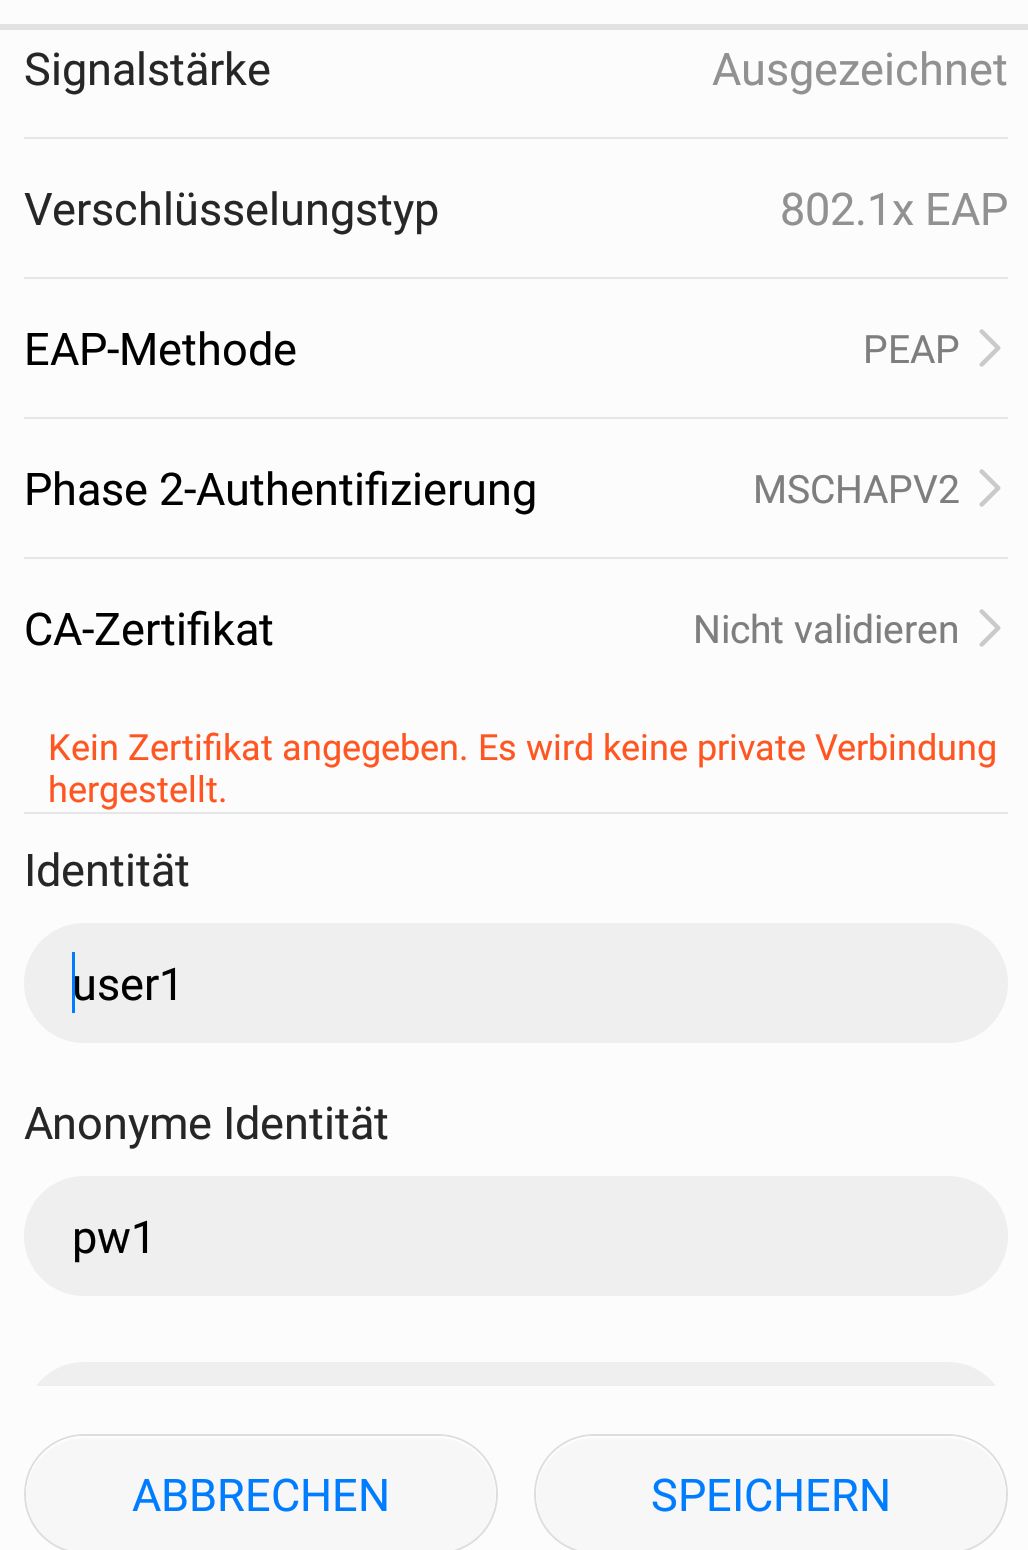 Signalstärke Ausgezeichnet
Verschlüsselungstyp 802.1x EAP
EAP-Methode PEAP
Phase 2-Authentifizierung MSCHAPV2
CA-Zertifikat Nicht validieren
Kein Zertifikat angegeben. Es wird keine private Verbindung
hergestellt.
Identität
user1
Anonyme Identität
pw1
ABBRECHEN SPEICHERN